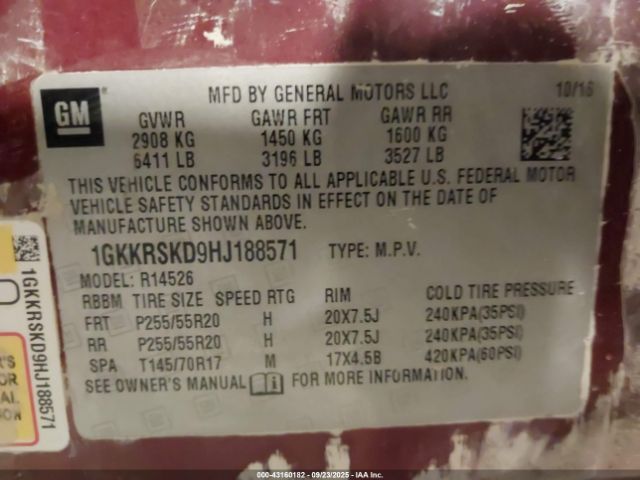 GM
MFD BY GENERAL MOTORS LLC 10/16
GVWR GAWR FRT GAWR RR
2908 KG 1450 KG 1600 KG
6411 LB 3196 LB 3527 LB
THIS VEHICLE CONFORMS TO ALL APPLICABLE U.S. FEDERAL MOTOR
VEHICLE SAFETY STANDARDS IN EFFECT ON THE DATE OF
MANUFACTURE SHOWN ABOVE.
1GKKRSKD9HJ188571 TYPE: M.P.V.
MODEL: R14526
RBBM TIRE SIZE SPEED RTG RIM COLD TIRE PRESSURE
FRT P255/55R20 H 20X7.5J 240KPA(35PSI)
RR P255/55R20 H 20X7.5J 240KPA(35PSI)
SPA T145/70R17 M 17X4.5B 420KPA(60PSI)
SEE OWNER'S MANUAL FOR MORE INFORMATION.
1GKKRSKD9HJ188571
000-43160182 - 09/23/2025 - IAA Inc.